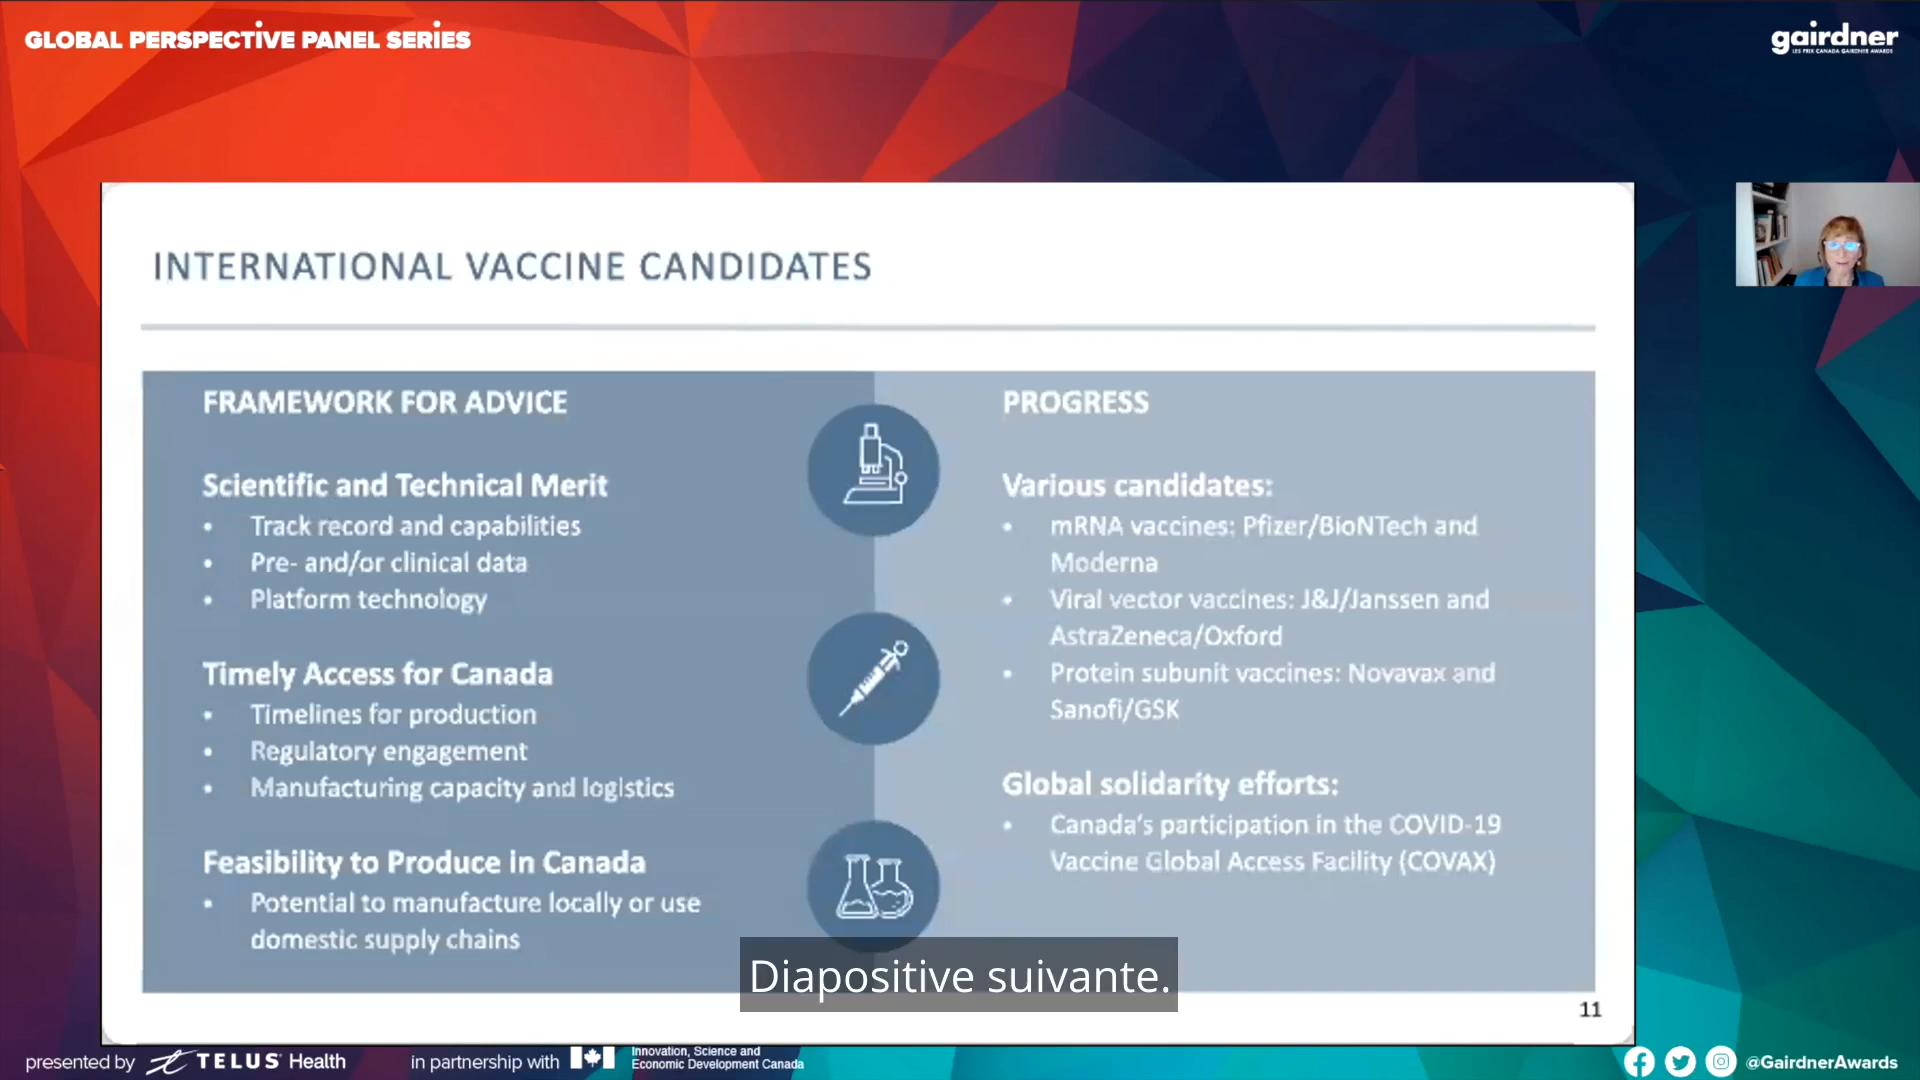 GLOBAL PERSPECTIVE PANEL SERIES
gairdner
LES PRIX CANADA GAIRDNER AWARDS
INTERNATIONAL VACCINE CANDIDATES
FRAMEWORK FOR ADVICE
Scientific and Technical Merit
• Track record and capabilities
• Pre- and/or clinical data
• Platform technology
Timely Access for Canada
• Timelines for production
• Regulatory engagement
• Manufacturing capacity and logistics
Feasibility to Produce in Canada
• Potential to manufacture locally or use
domestic supply chains
PROGRESS
Various candidates:
• mRNA vaccines: Pfizer/BioNTech and
Moderna
• Viral vector vaccines: J&J/Janssen and
AstraZeneca/Oxford
• Protein subunit vaccines: Novavax and
Sanofi/GSK
Global solidarity efforts:
• Canada's participation in the COVID-19
Vaccine Global Access Facility (COVAX)
Diapositive suivante.
11
presented by TELUS Health
in partnership with
Innovation, Science and
Economic Development Canada
@GairdnerAwards